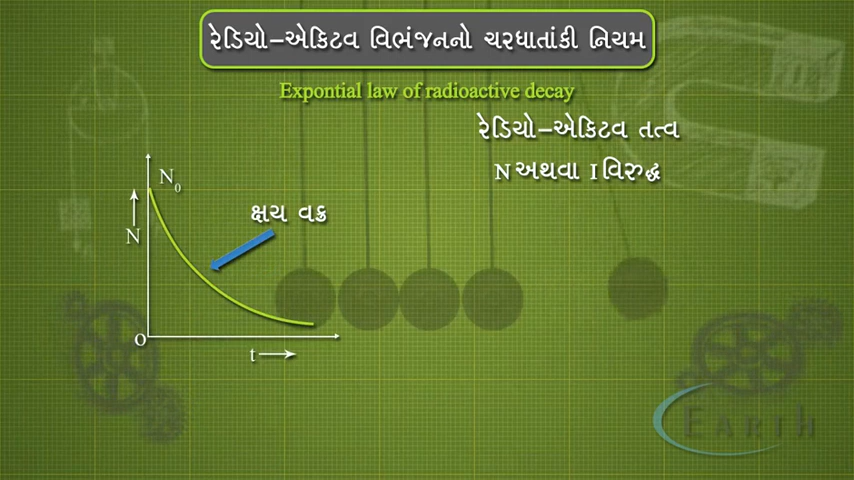 રેડિયો-એક્ટિવ વિભંજનનો ચરઘાતાંકી નિયમ
Expontial law of radioactive decay
રેડિયો-એક્ટિવ તત્વ
N અથવા I વિરુદ્ધ
N₀
ક્ષય વક્ર
N
O
t
EARTH